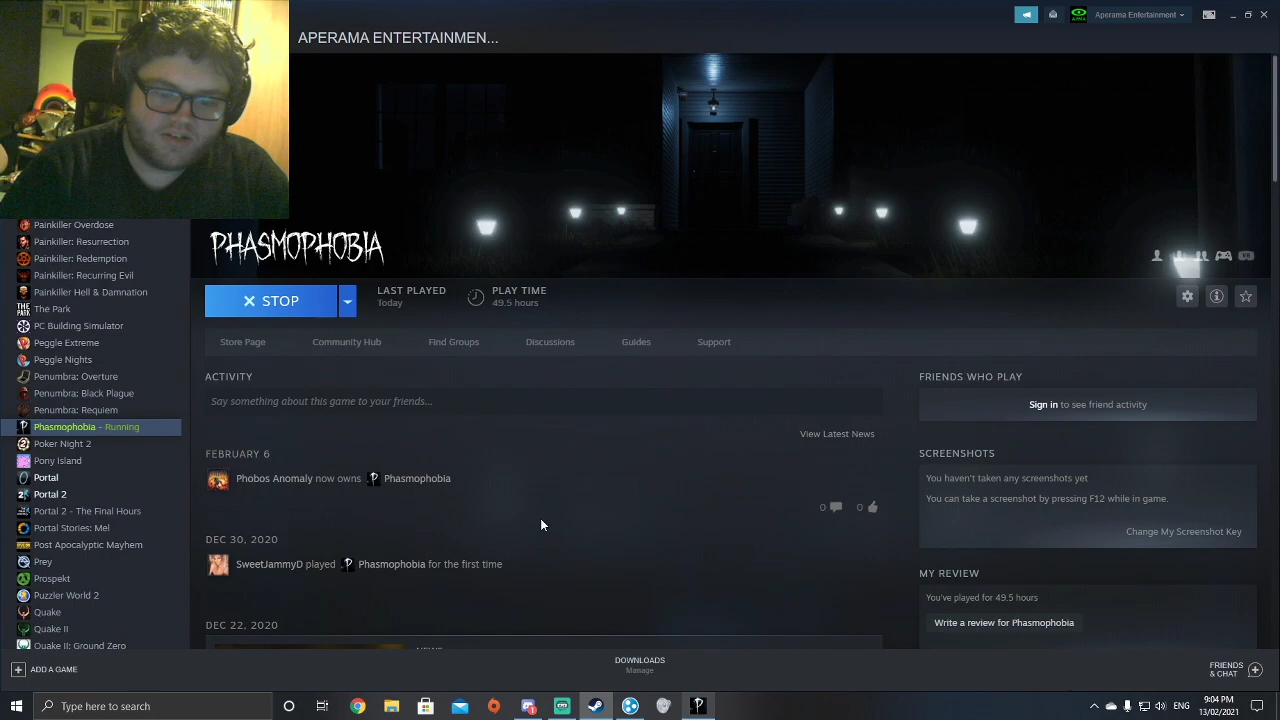 Aperama Entertainment
APERAMA ENTERTAINMEN...
Painkiller Overdose
Painkiller: Resurrection
Painkiller: Redemption
Painkiller: Recurring Evil
Painkiller Hell & Damnation
The Park
PC Building Simulator
Peggle Extreme
Peggle Nights
Penumbra: Overture
Penumbra: Black Plague
Penumbra: Requiem
Phasmophobia - Running
Poker Night 2
Pony Island
Portal
Portal 2
Portal 2 - The Final Hours
Portal Stories: Mel
Post Apocalyptic Mayhem
Prey
Prospekt
Puzzler World 2
Quake
Quake II
Quake II: Ground Zero
PHASMOPHOBIA
STOP
LAST PLAYED
Today
PLAY TIME
49.5 hours
Store Page Community Hub Find Groups Discussions Guides Support
ACTIVITY
Say something about this game to your friends...
View Latest News
FEBRUARY 6
Phobos Anomaly now owns Phasmophobia
0 0
DEC 30, 2020
SweetJammyD played Phasmophobia for the first time
DEC 22, 2020
FRIENDS WHO PLAY
Sign in to see friend activity
SCREENSHOTS
You haven't taken any screenshots yet
You can take a screenshot by pressing F12 while in game.
Change My Screenshot Key
MY REVIEW
You've played for 49.5 hours
Write a review for Phasmophobia
ADD A GAME
DOWNLOADS
Manage
FRIENDS
& CHAT
Type here to search
ENG
9:04 PM
13/02/2021